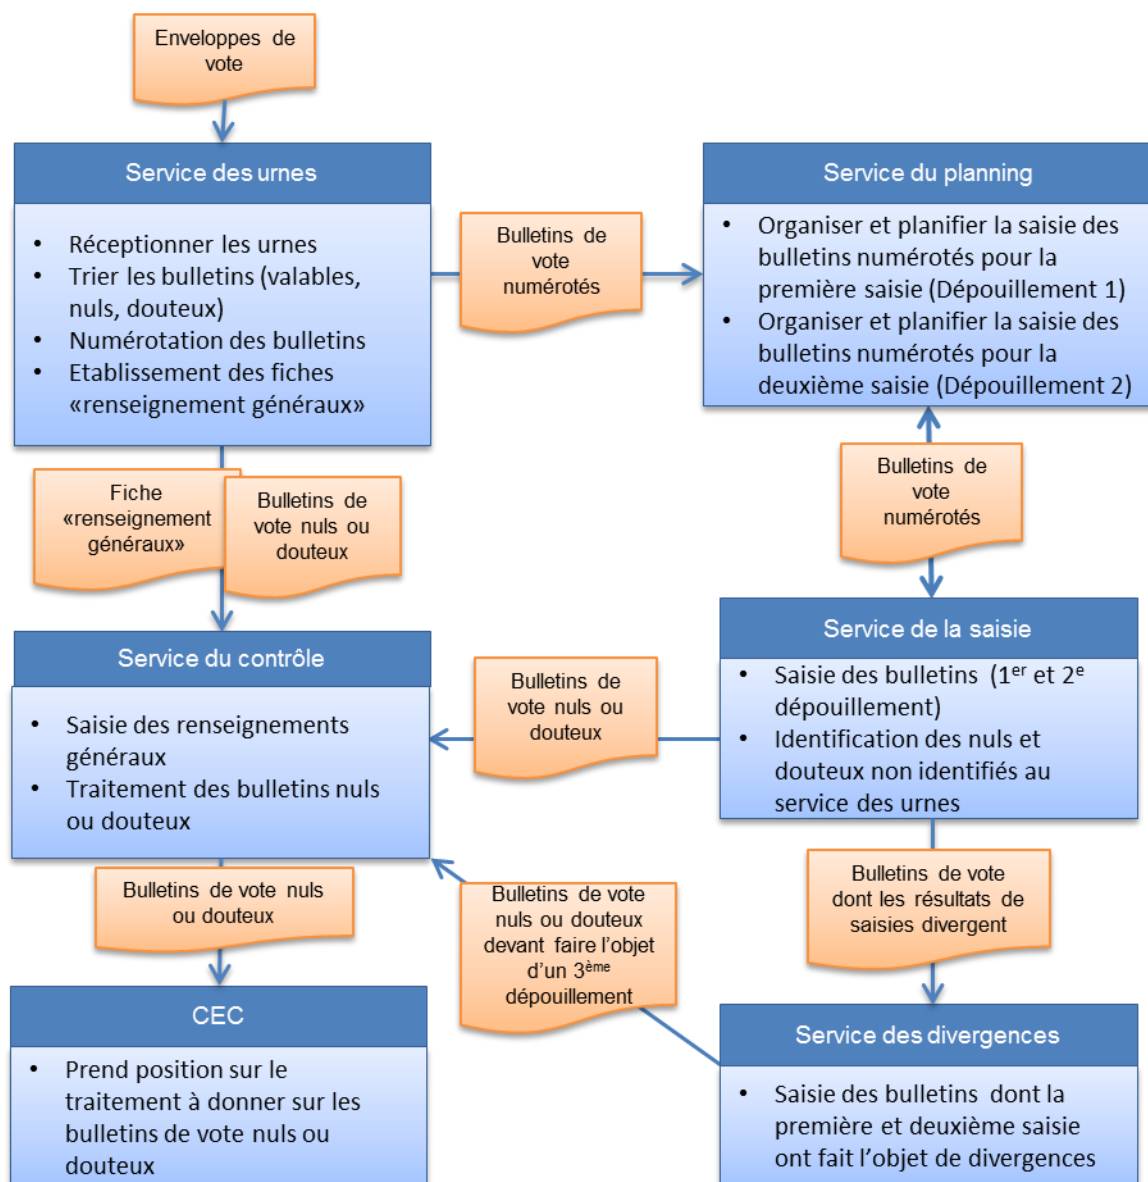 Enveloppes de
vote
Service des urnes
• Réceptionner les urnes
• Trier les bulletins (valables,
nuls, douteux)
• Numérotation des bulletins
• Etablissement des fiches
«renseignement généraux»
Bulletins de
vote
numérotés
Service du planning
• Organiser et planifier la saisie des
bulletins numérotés pour la
première saisie (Dépouillement 1)
• Organiser et planifier la saisie des
bulletins numérotés pour la
deuxième saisie (Dépouillement 2)
Fiche
«renseignement
généraux»
Bulletins de
vote nuls ou
douteux
Bulletins de
vote
numérotés
Service du contrôle
• Saisie des renseignements
généraux
• Traitement des bulletins nuls
ou douteux
Bulletins de
vote nuls ou
douteux
Service de la saisie
• Saisie des bulletins (1er et 2e
dépouillement)
• Identification des nuls et
douteux non identifiés au
service des urnes
Bulletins de vote nuls
ou douteux
Bulletins de vote
nuls ou douteux
devant faire l’objet
d’un 3ème
dépouillement
Bulletins de vote
dont les résultats de
saisies divergent
CEC
• Prend position sur le
traitement à donner sur les
bulletins de vote nuls ou
douteux
Service des divergences
• Saisie des bulletins dont la
première et deuxième saisie
ont fait l’objet de divergences